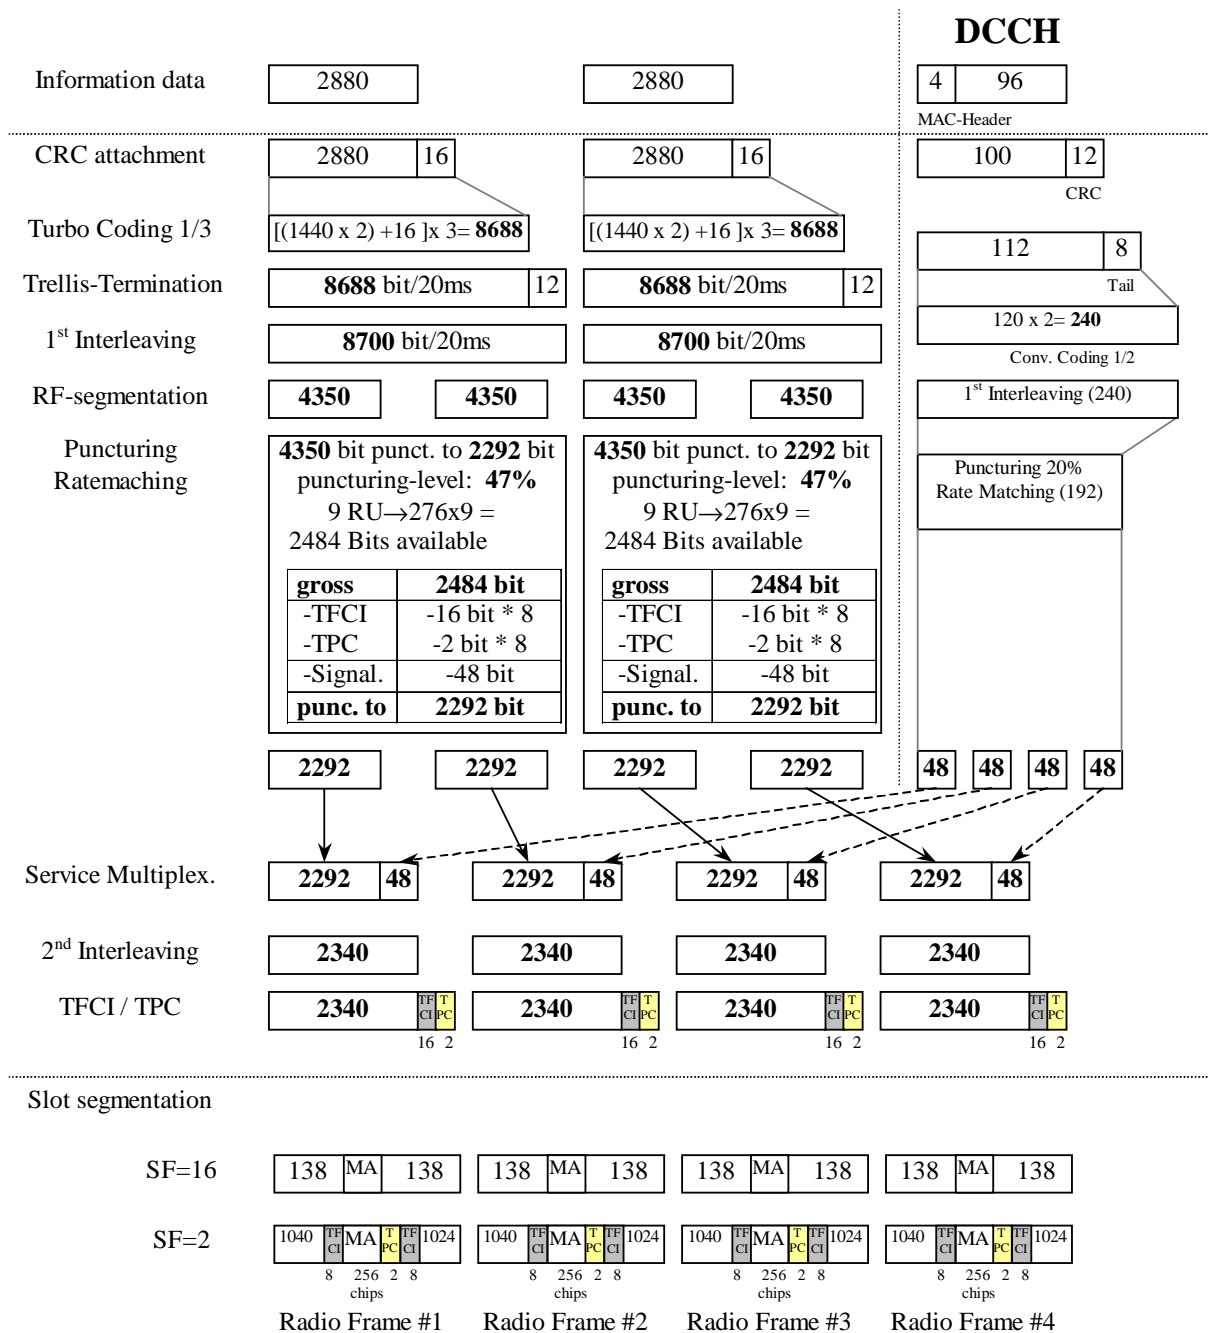 DCCH
Information data 2880 2880 4 96
MAC-Header
CRC attachment 2880 16 2880 16 100 12
CRC
Turbo Coding 1/3 [(1440 x 2) +16 ]x 3= 8688 [(1440 x 2) +16 ]x 3= 8688
112 8
Trellis-Termination 8688 bit/20ms 12 8688 bit/20ms 12
Tail
120 x 2= 240
1st Interleaving 8700 bit/20ms 8700 bit/20ms
Conv. Coding 1/2
RF-segmentation 4350 4350 4350 4350 1st Interleaving (240)
Puncturing 4350 bit punct. to 2292 bit 4350 bit punct. to 2292 bit
Puncturing 20%
Ratemaching puncturing-level: 47% puncturing-level: 47%
Rate Matching (192)
9 RU→276x9 = 9 RU→276x9 =
2484 Bits available 2484 Bits available
gross 2484 bit gross 2484 bit
-TFCI -16 bit * 8 -TFCI -16 bit * 8
-TPC -2 bit * 8 -TPC -2 bit * 8
-Signal. -48 bit -Signal. -48 bit
punc. to 2292 bit punc. to 2292 bit
2292 2292 2292 2292 48 48 48 48
Service Multiplex. 2292 48 2292 48 2292 48 2292 48
2nd Interleaving 2340 2340 2340 2340
TFCI / TPC 2340 TF CI T PC 2340 TF CI T PC 2340 TF CI T PC 2340 TF CI T PC
16 2 16 2 16 2 16 2
Slot segmentation
SF=16 138 MA 138 138 MA 138 138 MA 138 138 MA 138
SF=2 1040 TF CI MA T PC TF CI 1024 1040 TF CI MA T PC TF CI 1024 1040 TF CI MA T PC TF CI 1024 1040 TF CI MA T PC TF CI 1024
8 256 2 8 8 256 2 8 8 256 2 8 8 256 2 8
chips chips chips chips
Radio Frame #1 Radio Frame #2 Radio Frame #3 Radio Frame #4